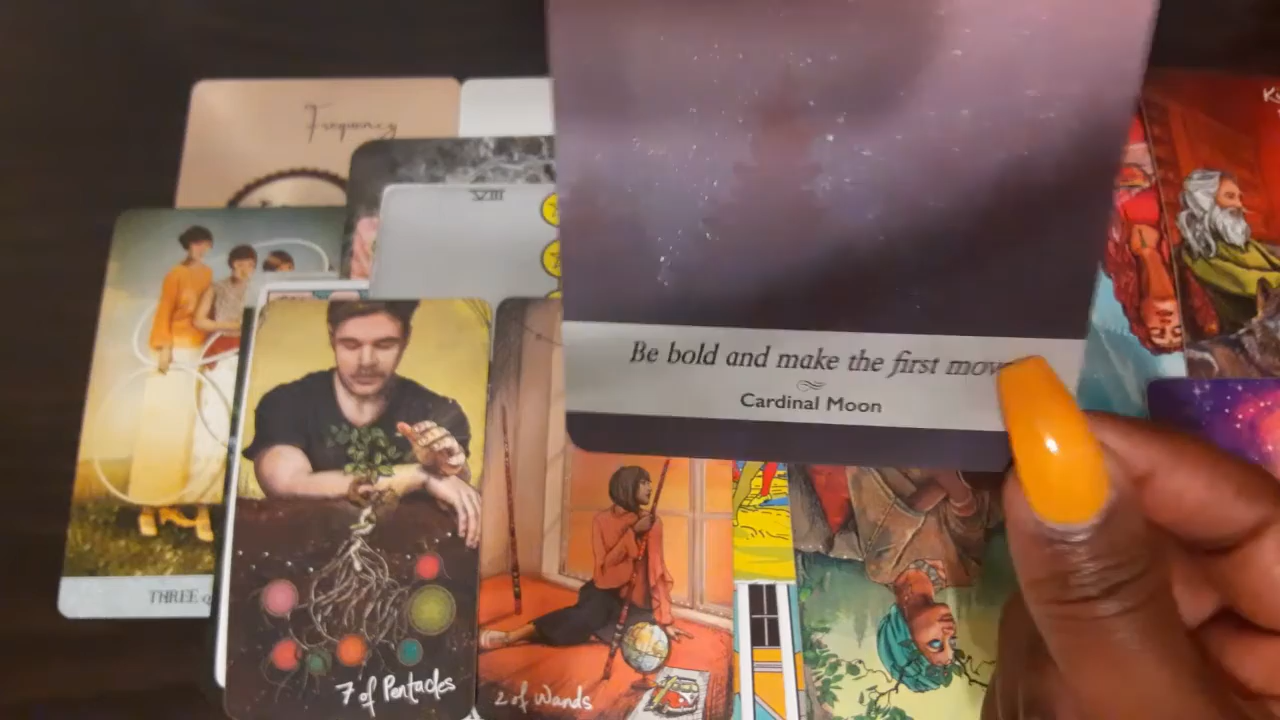 Frequency
VIII
Be bold and make the first mov
Cardinal Moon
THREE
7 of Pentacles
2 of Wands